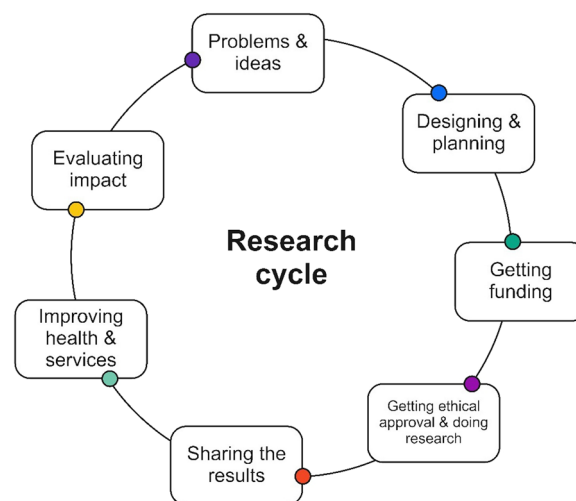 Problems &
ideas
Designing &
planning
Getting
funding
Getting ethical
approval & doing
research
Sharing the
results
Improving
health &
services
Evaluating
impact
Research
cycle